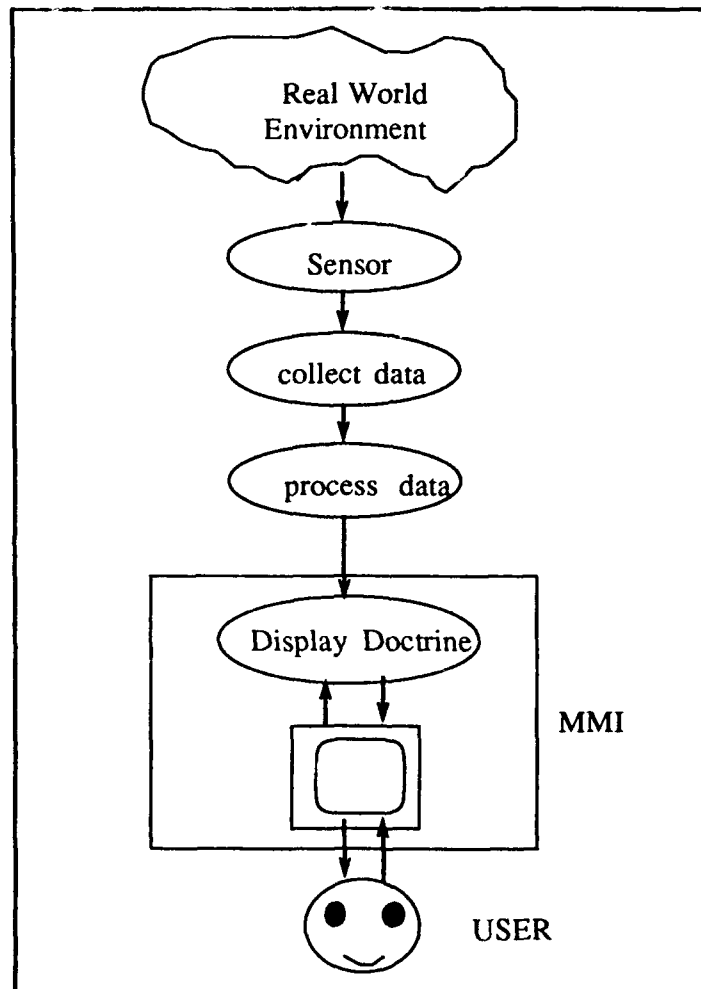 Real World
Environment
Sensor
collect data
process data
Display Doctrine
MMI
USER